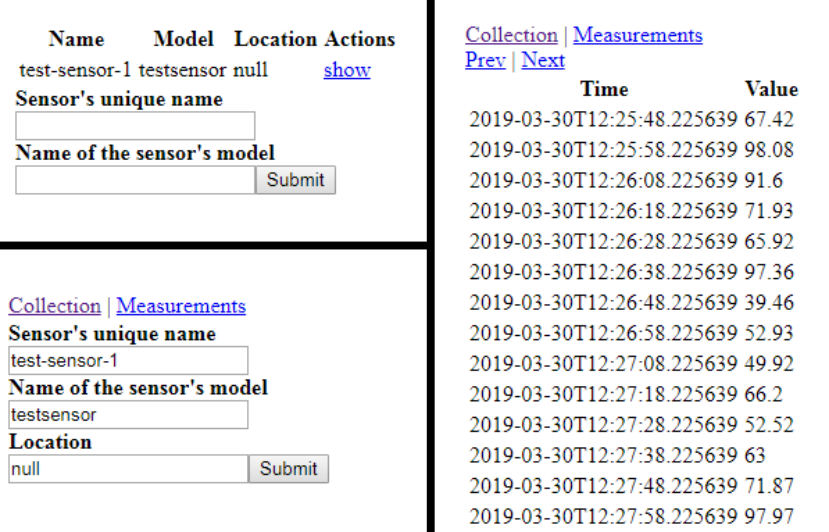 Name Model Location Actions
test-sensor-1 testsensor null show
Sensor's unique name
Name of the sensor's model
Submit
Collection | Measurements
Sensor's unique name
test-sensor-1
Name of the sensor's model
testsensor
Location
null Submit
Collection | Measurements
Prev | Next
Time Value
2019-03-30T12:25:48.225639 67.42
2019-03-30T12:25:58.225639 98.08
2019-03-30T12:26:08.225639 91.6
2019-03-30T12:26:18.225639 71.93
2019-03-30T12:26:28.225639 65.92
2019-03-30T12:26:38.225639 97.36
2019-03-30T12:26:48.225639 39.46
2019-03-30T12:26:58.225639 52.93
2019-03-30T12:27:08.225639 49.92
2019-03-30T12:27:18.225639 66.2
2019-03-30T12:27:28.225639 52.52
2019-03-30T12:27:38.225639 63
2019-03-30T12:27:48.225639 71.87
2019-03-30T12:27:58.225639 97.97